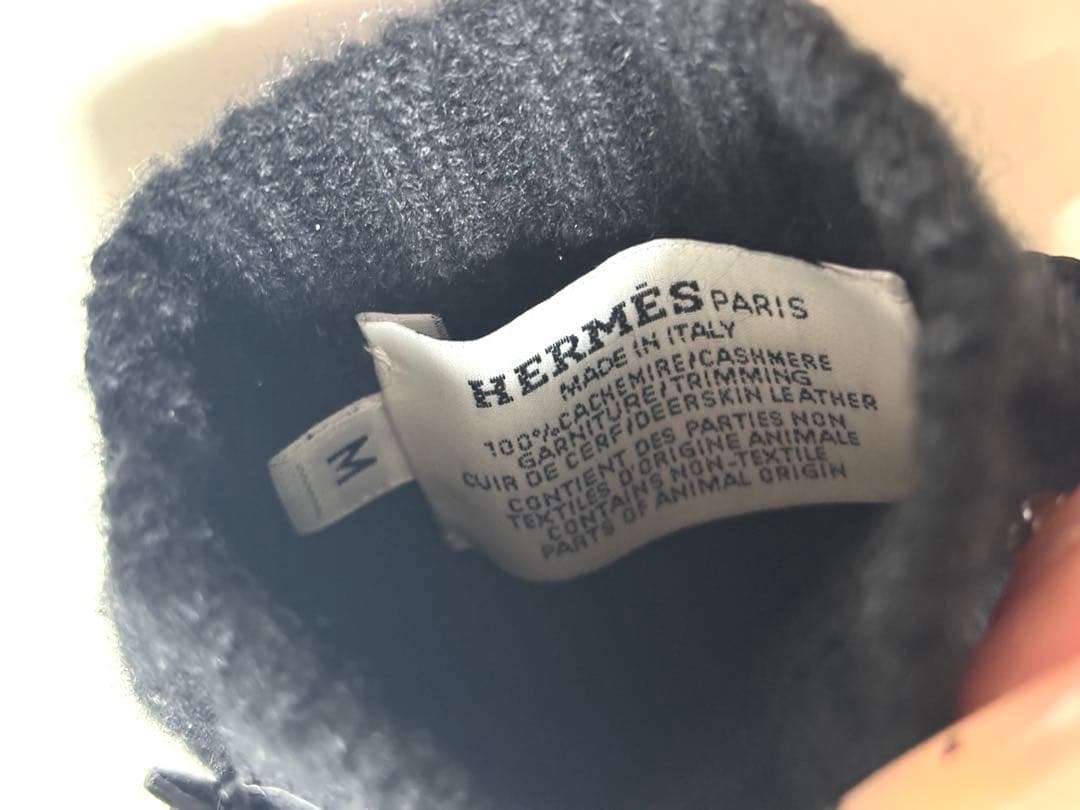 HERMÈS PARIS
MADE IN ITALY
100% CACHEMIRE/CASHMERE
GARNITURE/TRIMMING
CUIR DE CERF/DEERSKIN LEATHER
CONTIENT DES PARTIES NON
TEXTILES D'ORIGINE ANIMALE
CONTAINS NON-TEXTILE
PARTS OF ANIMAL ORIGIN
M